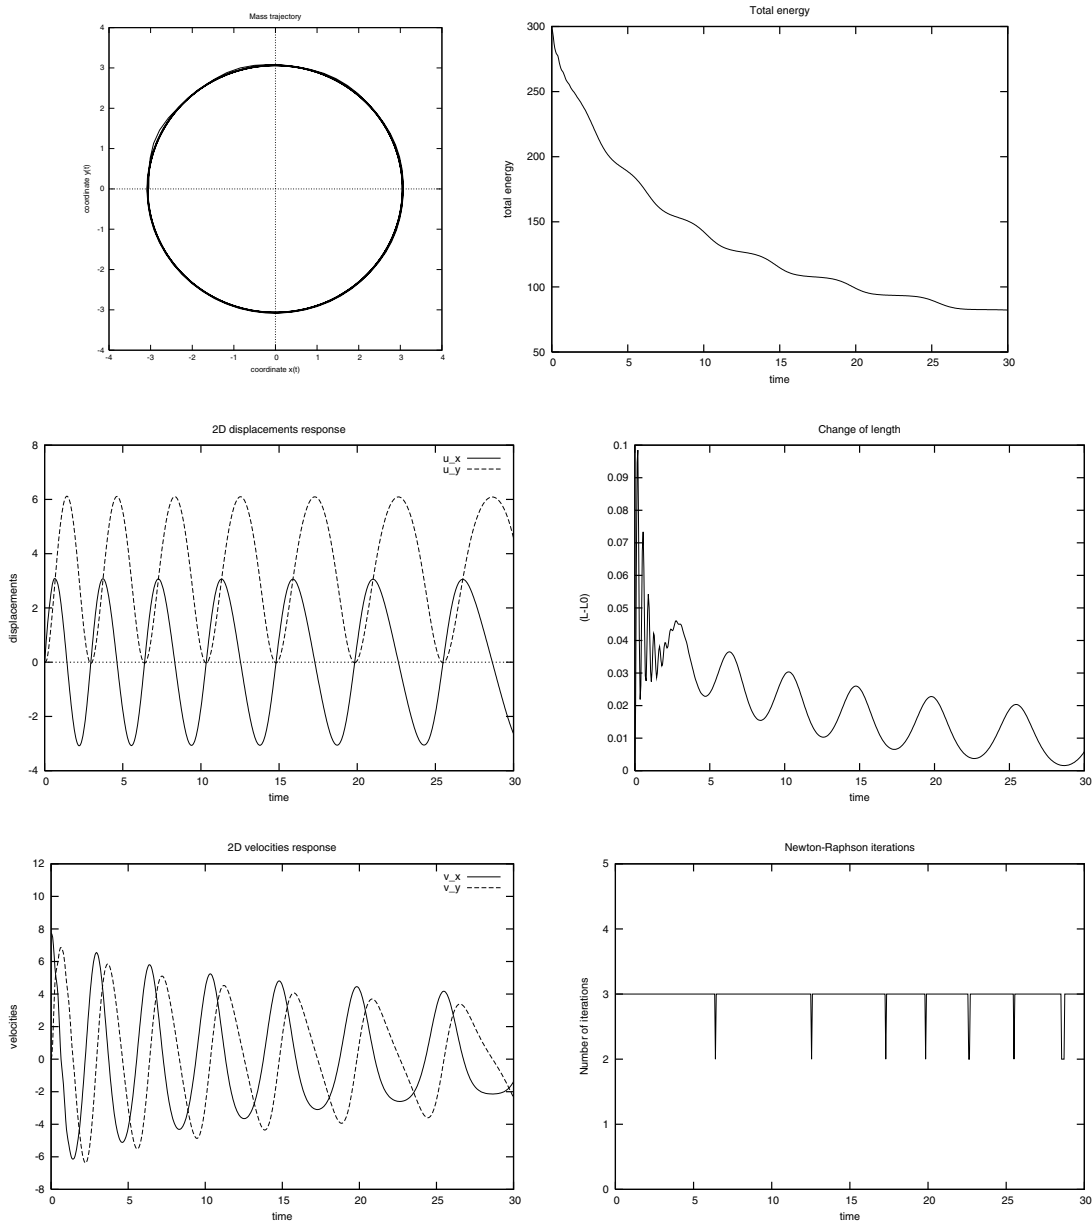 Mass trajectory
4
3
2
1
0
-1
-2
-3
-4
coordinate y(t)
-4 -3 -2 -1 0 1 2 3 4
coordinate x(t)
Total energy
300
250
200
150
100
50
total energy
0 5 10 15 20 25 30
time
2D displacements response
u_x
u_y
8
6
4
2
0
-2
-4
displacements
0 5 10 15 20 25 30
time
Change of length
0.1
0.09
0.08
0.07
0.06
0.05
0.04
0.03
0.02
0.01
0
(L-L0)
0 5 10 15 20 25 30
time
2D velocities response
v_x
v_y
12
10
8
6
4
2
0
-2
-4
-6
-8
velocities
0 5 10 15 20 25 30
time
Newton-Raphson iterations
5
4
3
2
1
0
Number of iterations
0 5 10 15 20 25 30
time